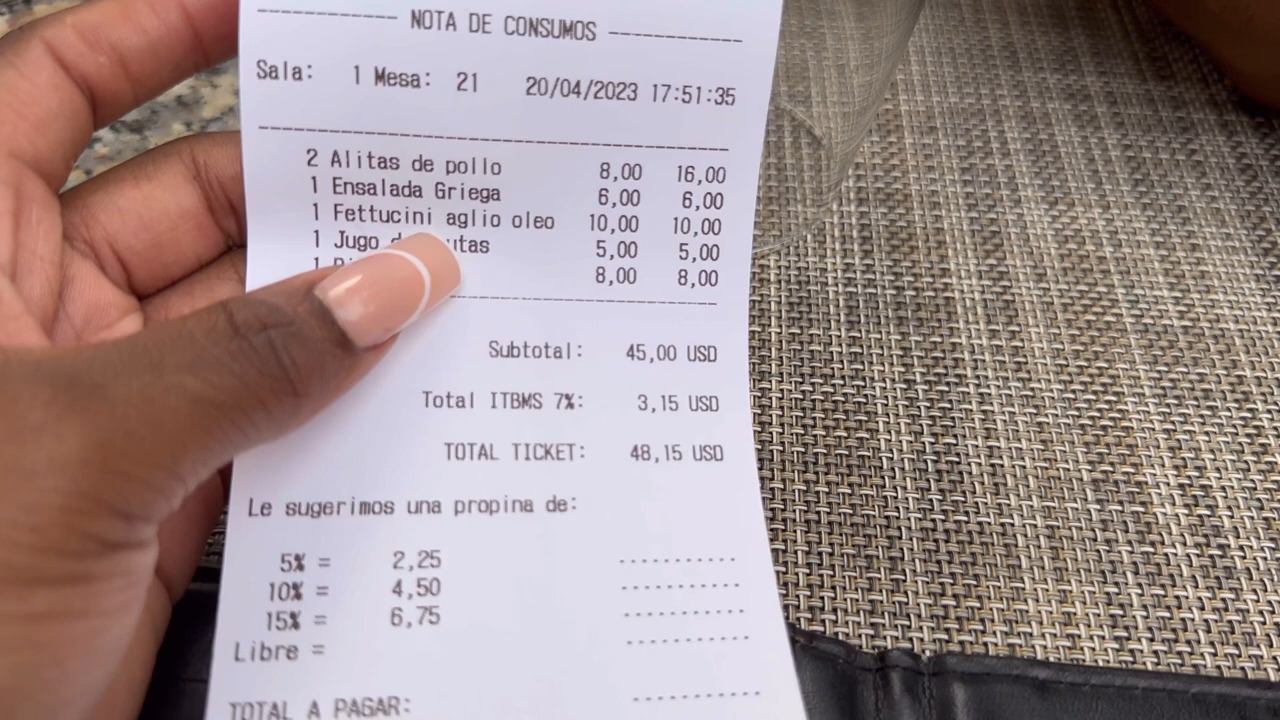 ------------ NOTA DE CONSUMOS ------------
Sala: 1 Mesa: 21 20/04/2023 17:51:35
2 Alitas de pollo 8,00 16,00
1 Ensalada Griega 6,00 6,00
1 Fettucini aglio oleo 10,00 10,00
1 Jugo 5,00 5,00
1 8,00 8,00
Subtotal: 45,00 USD
Total ITBMS 7%: 3,15 USD
TOTAL TICKET: 48,15 USD
Le sugerimos una propina de:
5% = 2,25
10% = 4,50
15% = 6,75
Libre =
TOTAL A PAGAR: